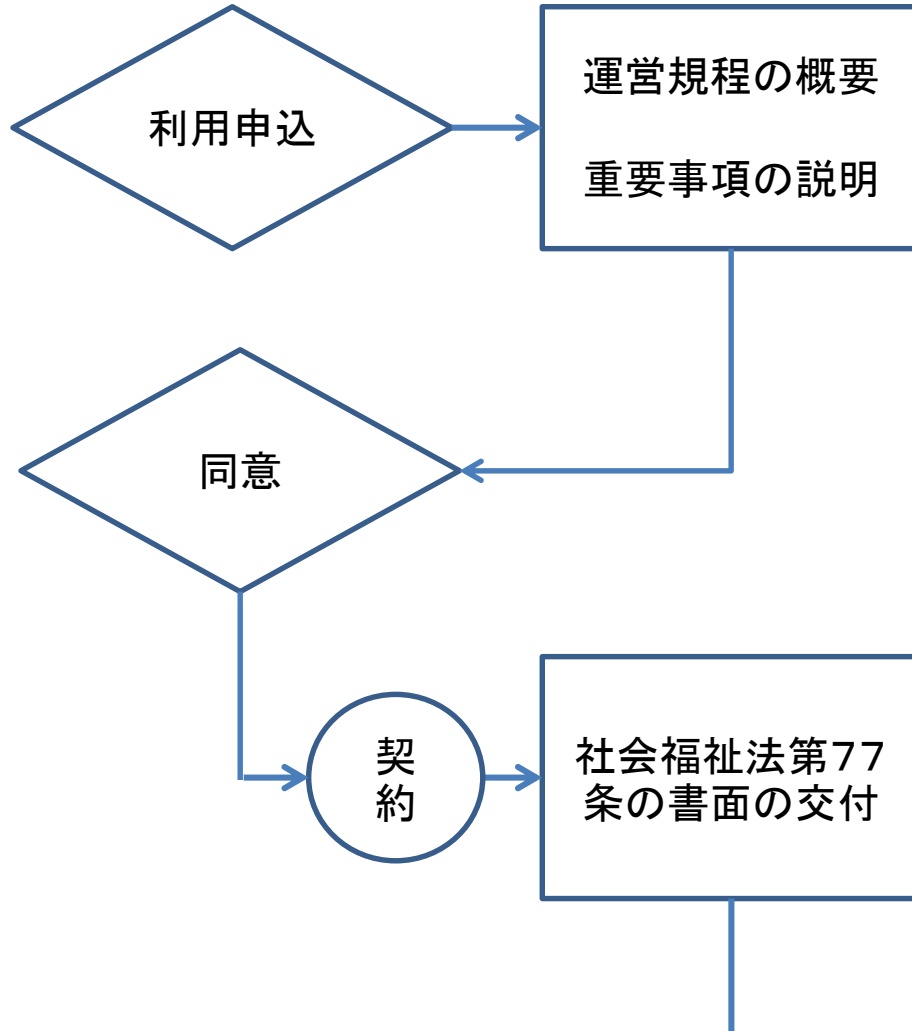 利用申込
運営規程の概要
重要事項の説明
同意
契
約
社会福祉法第77
条の書面の交付